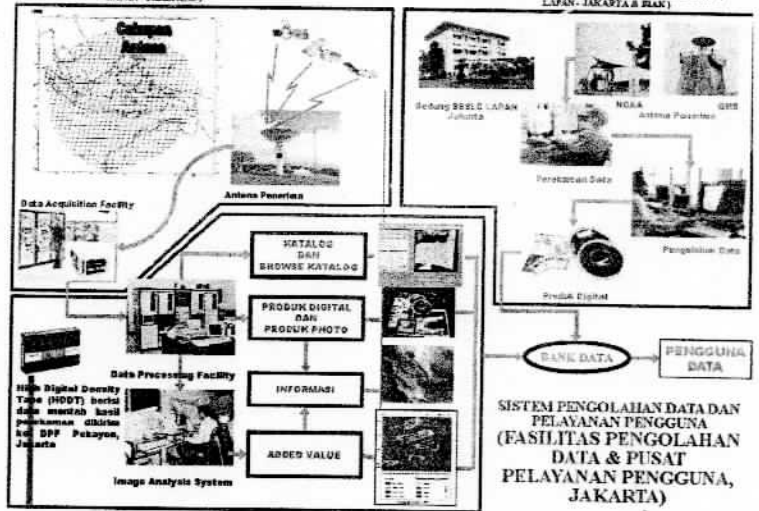 LAPAN - JAKARTA & BIAK)
Cakupan
Antena
Gedung BBSLG LAPAN
Jakarta
NOAA
GMS
Antena Penerima
Perekaman Data
Data Acquisition Facility
Antena Penerima
Pengolahan Data
Produk Digital
KATALOG
DAN
BROWSE KATALOG
PRODUK DIGITAL
DAN
PRODUK PHOTO
Data Processing Facility
BANK DATA
PENGGUNA
DATA
High Digital Density
Tape (HDDT) berisi
data mentah hasil
perekaman dikirim
ke: DPF Pekayon,
Jakarta
INFORMASI
ADDED VALUE
Image Analysis System
SISTEM PENGOLAHAN DATA DAN
PELAYANAN PENGGUNA
(FASILITAS PENGOLAHAN
DATA & PUSAT
PELAYANAN PENGGUNA,
JAKARTA)